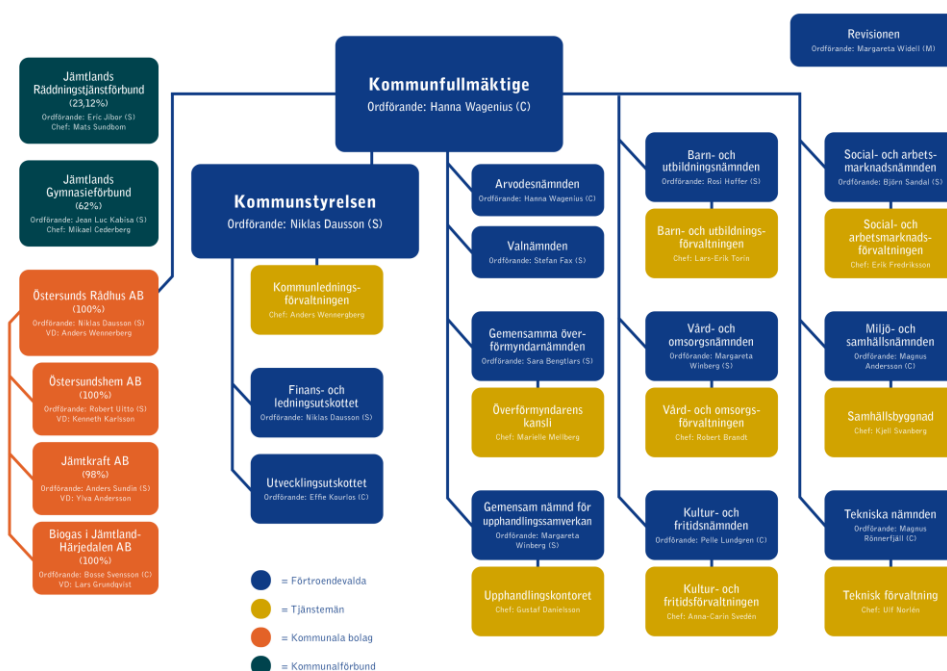 Revisionen
Ordförande: Margareta Widell (M)
Kommunfullmäktige
Ordförande: Hanna Wagenius (C)
Jämtlands
Räddningstjänstförbund
(23,12%)
Ordförande: Eric Jibor (S)
Chef: Mats Sundbom
Jämtlands
Gymnasieförbund
(62%)
Ordförande: Jean Luc Kabisa (S)
Chef: Mikael Cederberg
Östersunds Rådhus AB
(100%)
Ordförande: Niklas Dausson (S)
VD: Anders Wennerberg
Östersundshem AB
(100%)
Ordförande: Robert Uitto (S)
VD: Kenneth Karlsson
Jämtkraft AB
(98%)
Ordförande: Anders Sundin (S)
VD: Ylva Andersson
Biogas i Jämtland-
Härjedalen AB
(100%)
Ordförande: Bosse Svensson (C)
VD: Lars Grundqvist
Kommunstyrelsen
Ordförande: Niklas Dausson (S)
Kommunlednings-
förvaltningen
Chef: Anders Wennergberg
Finans- och
ledningsutskottet
Ordförande: Niklas Dausson (S)
Utvecklingsutskottet
Ordförande: Effie Kourlos (C)
Arvodesnämnden
Ordförande: Hanna Wagenius (C)
Valnämnden
Ordförande: Stefan Fax (S)
Gemensamma över-
förmyndarnämnden
Ordförande: Sara Bengtlars (S)
Överförmyndarens
kansli
Chef: Marielle Mellberg
Gemensam nämnd för
upphandlingssamverkan
Ordförande: Margareta
Winberg (S)
Upphandlingskontoret
Chef: Gustaf Danielsson
Barn- och
utbildningsnämnden
Ordförande: Rosi Hoffer (S)
Barn- och utbildnings-
förvaltningen
Chef: Lars-Erik Torin
Vård- och
omsorgsnämnden
Ordförande: Margareta
Winberg (S)
Vård- och omsorgs-
förvaltningen
Chef: Robert Brandt
Kultur- och
fritidsnämnden
Ordförande: Pelle Lundgren (C)
Kultur- och
fritidsförvaltningen
Chef: Anna-Carin Svedén
Social- och arbets-
marknadsnämnden
Ordförande: Björn Sandal (S)
Social- och
arbetsmarknads-
förvaltningen
Chef: Erik Fredriksson
Miljö- och
samhällsnämnden
Ordförande: Magnus
Andersson (C)
Samhällsbyggnad
Chef: Kjell Svanberg
Tekniska nämnden
Ordförande: Magnus
Rönnerfjäll (C)
Teknisk förvaltning
Chef: Ulf Norlén
= Förtroendevalda
= Tjänstemän
= Kommunala bolag
= Kommunalförbund